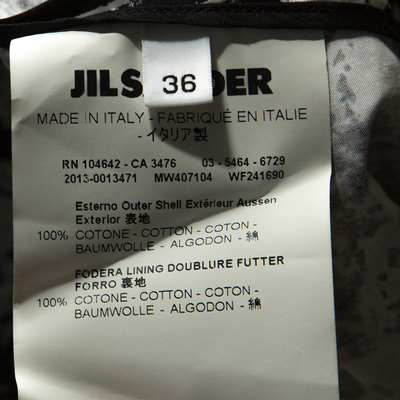 JIL S DER
36
MADE IN ITALY - FABRIQUÉ EN ITALIE
- イタリア製
RN 104642 - CA 3476 03 - 5464 - 6729
2013-0013471 MW407104 WF241690
Esterno Outer Shell Extérieur Aussen
Exterior 表地
100% COTONE - COTTON - COTON -
BAUMWOLLE - ALGODON - 綿
FODERA LINING DOUBLURE FUTTER
FORRO 裏地
100% COTONE - COTTON - COTON -
BAUMWOLLE - ALGODON - 綿